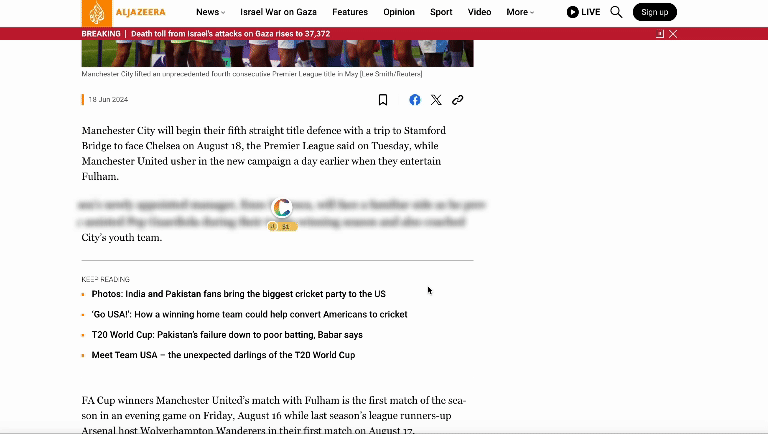 ALJAZEERA
News
Israel War on Gaza
Features
Opinion
Sport
Video
More
LIVE
Sign up
BREAKING | Death toll from Israel's attacks on Gaza rises to 37,372
Manchester City lifted an unprecedented fourth consecutive Premier League title in May [Lee Smith/Reuters]
18 Jun 2024
Manchester City will begin their fifth straight title defence with a trip to Stamford
Bridge to face Chelsea on August 18, the Premier League said on Tuesday, while
Manchester United usher in the new campaign a day earlier when they entertain
Fulham.
$1
City's youth team.
KEEP READING
Photos: India and Pakistan fans bring the biggest cricket party to the US
'Go USA!': How a winning home team could help convert Americans to cricket
T20 World Cup: Pakistan's failure down to poor batting, Babar says
Meet Team USA – the unexpected darlings of the T20 World Cup
FA Cup winners Manchester United's match with Fulham is the first match of the sea-
son in an evening game on Friday, August 16 while last season's league runners-up
Arsenal host Wolverhampton Wanderers in their first match on August 17.